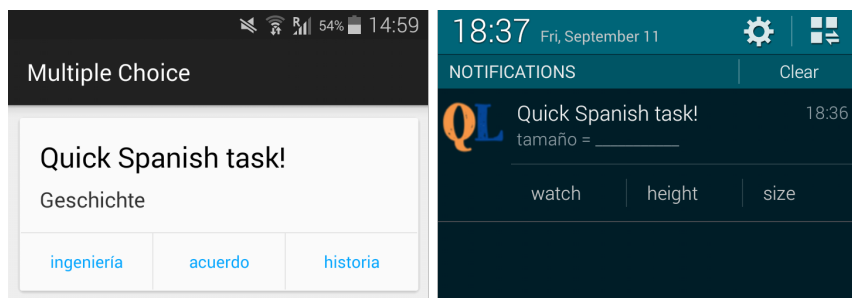 54% 14:59
Multiple Choice
Quick Spanish task!
Geschichte
ingeniería acuerdo historia
18:37 Fri, September 11
NOTIFICATIONS Clear
QL
Quick Spanish task! 18:36
tamaño = __________
watch height size